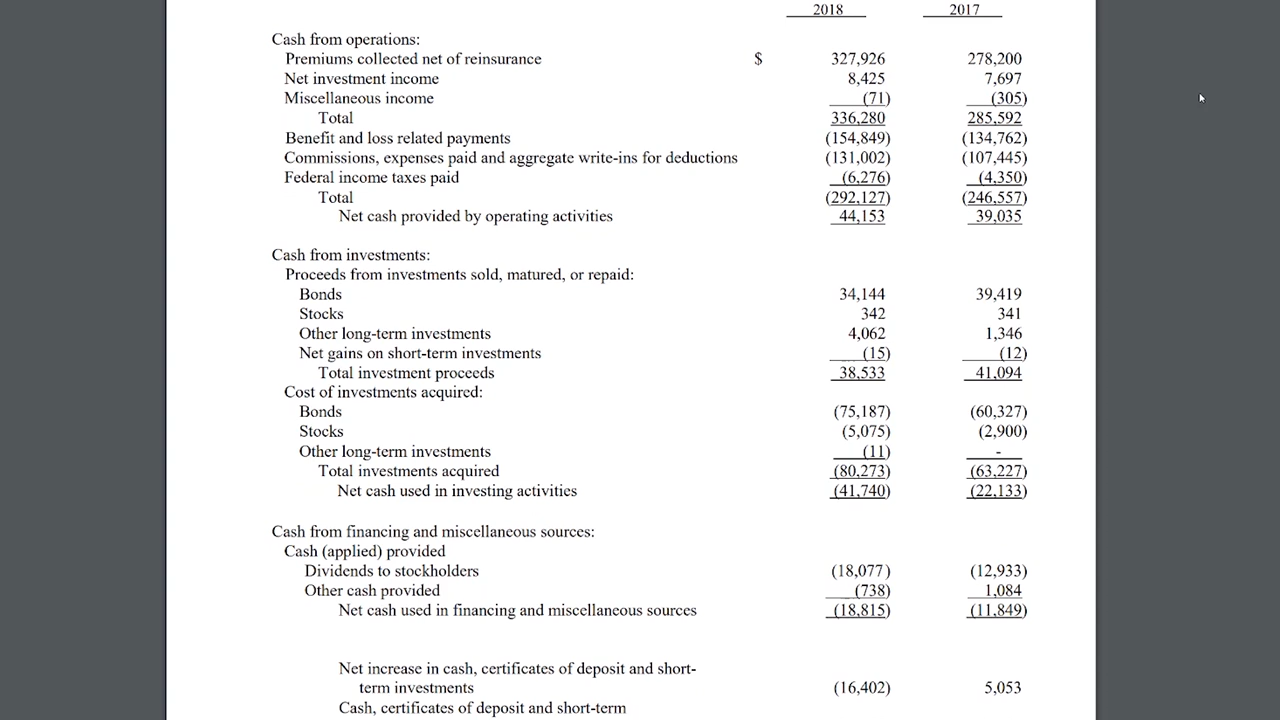 2018 2017
Cash from operations:
Premiums collected net of reinsurance $ 327,926 278,200
Net investment income 8,425 7,697
Miscellaneous income (71) (305)
Total 336,280 285,592
Benefit and loss related payments (154,849) (134,762)
Commissions, expenses paid and aggregate write-ins for deductions (131,002) (107,445)
Federal income taxes paid (6,276) (4,350)
Total (292,127) (246,557)
Net cash provided by operating activities 44,153 39,035
Cash from investments:
Proceeds from investments sold, matured, or repaid:
Bonds 34,144 39,419
Stocks 342 341
Other long-term investments 4,062 1,346
Net gains on short-term investments (15) (12)
Total investment proceeds 38,533 41,094
Cost of investments acquired:
Bonds (75,187) (60,327)
Stocks (5,075) (2,900)
Other long-term investments (11) -
Total investments acquired (80,273) (63,227)
Net cash used in investing activities (41,740) (22,133)
Cash from financing and miscellaneous sources:
Cash (applied) provided
Dividends to stockholders (18,077) (12,933)
Other cash provided (738) 1,084
Net cash used in financing and miscellaneous sources (18,815) (11,849)
Net increase in cash, certificates of deposit and short-
term investments (16,402) 5,053
Cash, certificates of deposit and short-term